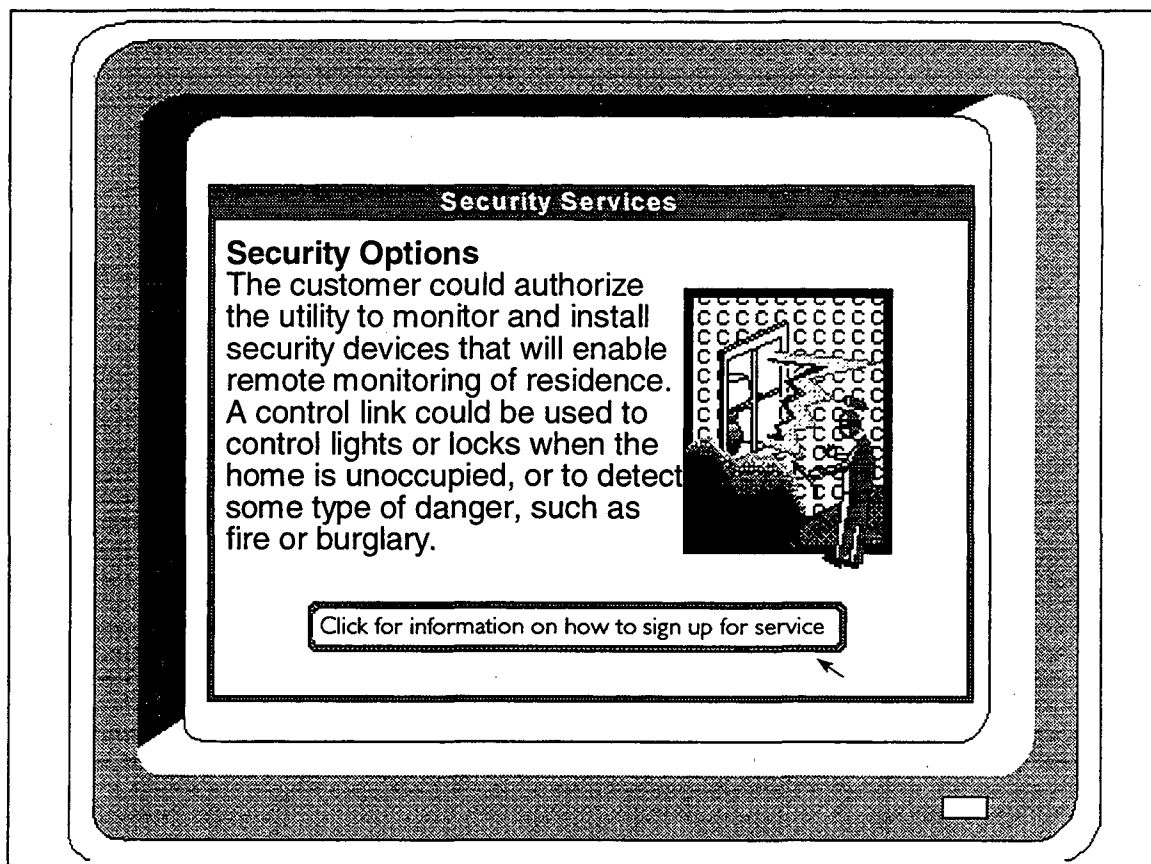 Security Services
Security Options
The customer could authorize
the utility to monitor and install
security devices that will enable
remote monitoring of residence.
A control link could be used to
control lights or locks when the
home is unoccupied, or to detect
some type of danger, such as
fire or burglary.
Click for information on how to sign up for service